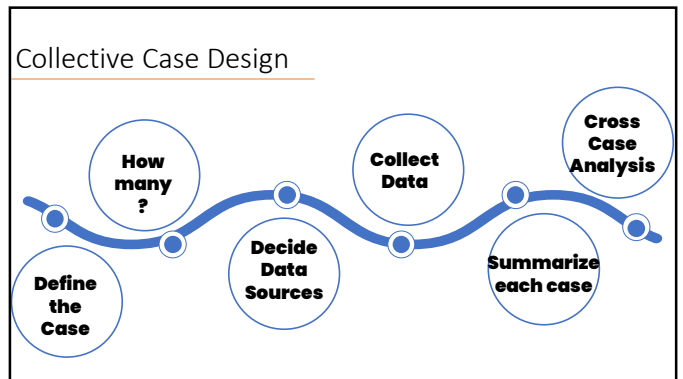 Collective Case Design
Define
the
Case
How
many
?
Decide
Data
Sources
Collect
Data
Summarize
each case
Cross
Case
Analysis